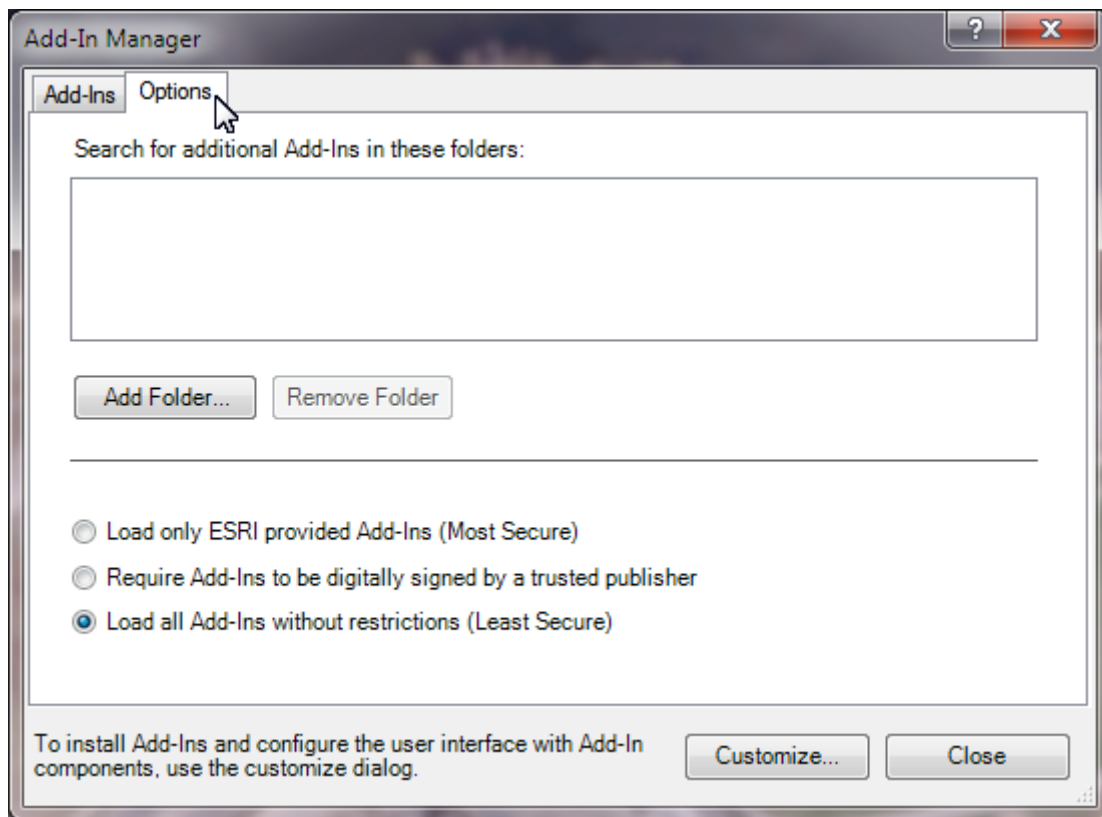 Add-In Manager
Add-Ins
Options
Search for additional Add-Ins in these folders:
Add Folder...
Remove Folder
Load only ESRI provided Add-Ins (Most Secure)
Require Add-Ins to be digitally signed by a trusted publisher
Load all Add-Ins without restrictions (Least Secure)
To install Add-Ins and configure the user interface with Add-In
components, use the customize dialog.
Customize...
Close